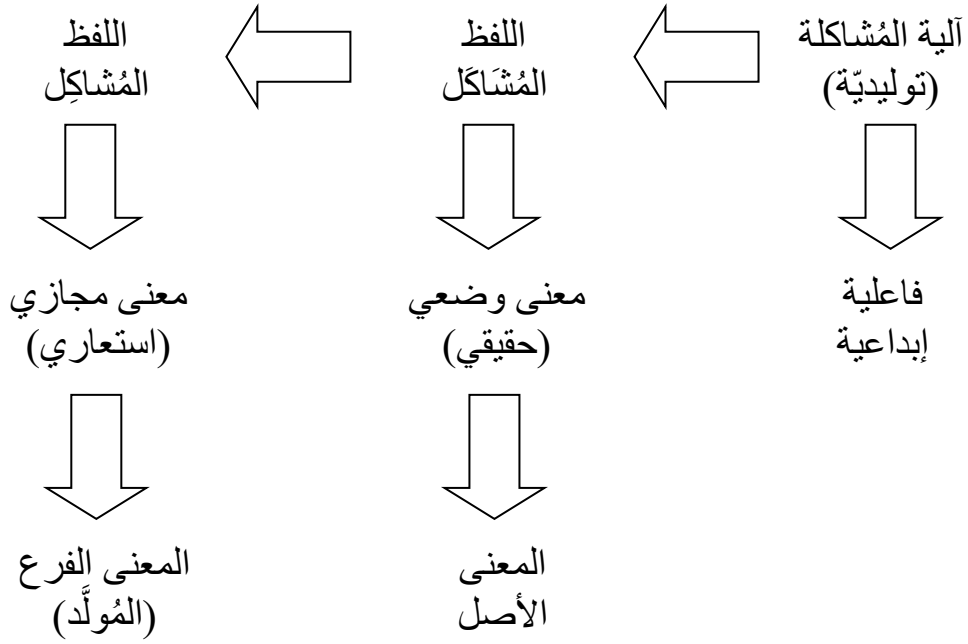 آلية المُشاكلة
(توليديّة)
اللفظ
المُشَاكَل
اللفظ
المُشاكِل
فاعلية
إبداعية
معنى وضعي
(حقيقي)
معنى مجازي
(استعاري)
المعنى
الأصل
المعنى الفرع
(المُولَّد)